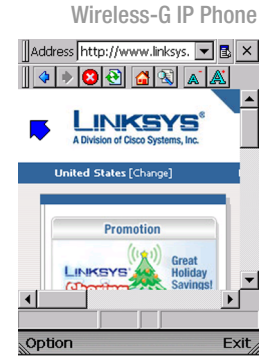 Wireless-G IP Phone
Address http://www.linksys.
A A
LINKSYS®
A Division of Cisco Systems, Inc.
United States [Change]
Promotion
LINKSYS
Great
Holiday
Savings!
Option Exit